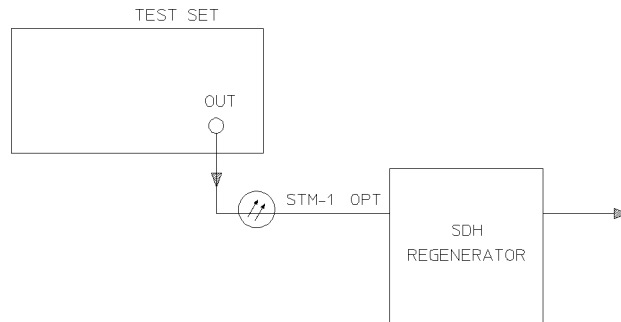 TEST SET
OUT
STM-1 OPT
SDH
REGENERATOR